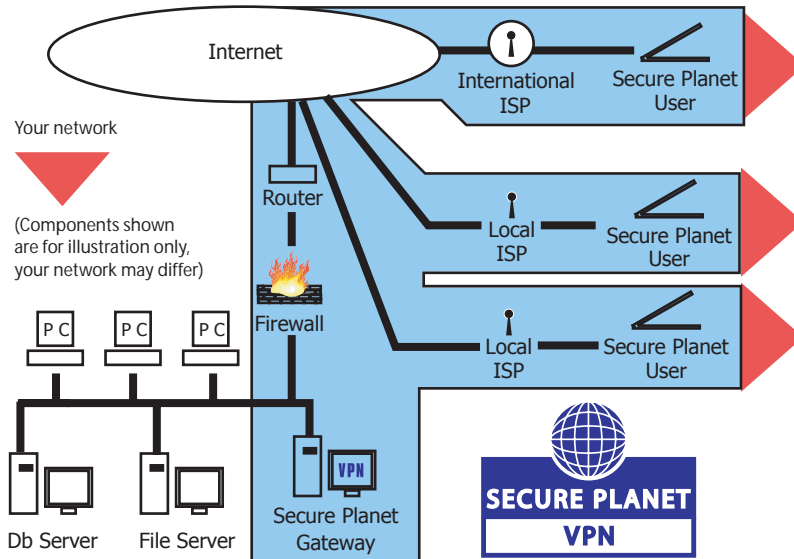 Internet
International
ISP
Secure Planet
User
Your network
(Components shown
are for illustration only,
your network may differ)
Router
Firewall
Local
ISP
Secure Planet
User
Local
ISP
Secure Planet
User
P C
P C
P C
VPN
Db Server
File Server
Secure Planet
Gateway
SECURE PLANET
VPN